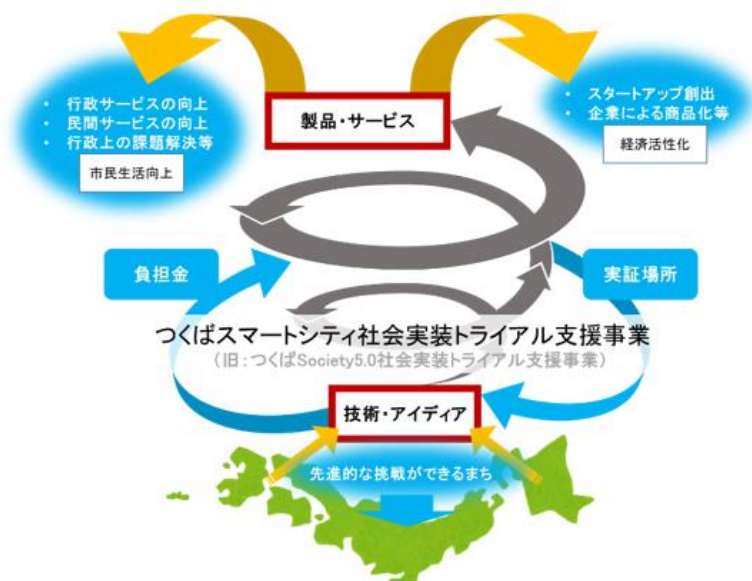 ・ 行政サービスの向上
・ 民間サービスの向上
・ 行政上の課題解決等
市民生活向上
製品・サービス
・ スタートアップ創出
・ 企業による商品化等
経済活性化
負担金
実証場所
つくばスマートシティ社会実装トライアル支援事業
（旧：つくばSociety5.0社会実装トライアル支援事業）
技術・アイディア
先進的な挑戦ができるまち